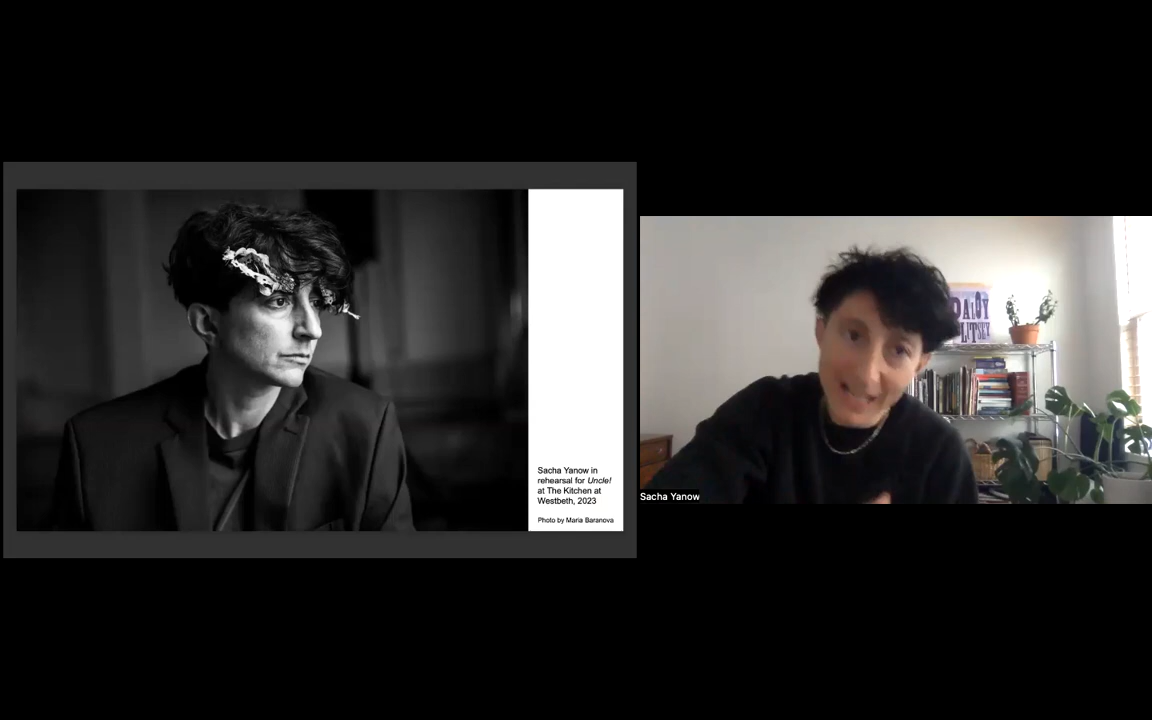 Sacha Yanow in
rehearsal for Uncle!
at The Kitchen at
Westbeth, 2023
Photo by Maria Baranova
Sacha Yanow